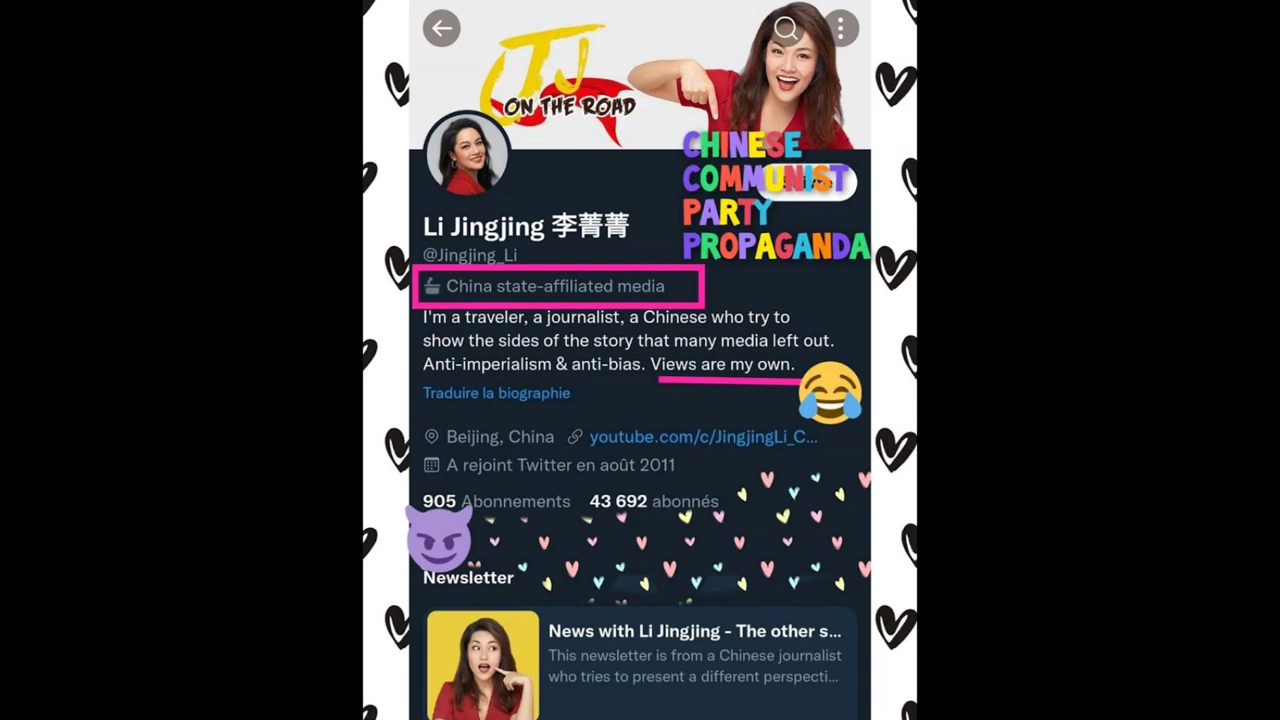 JJ
ON THE ROAD
CHINESE
COMMUNIST
PARTY
PROPAGANDA
Li Jingjing 李菁菁
@Jingjing_Li
China state-affiliated media
I'm a traveler, a journalist, a Chinese who try to
show the sides of the story that many media left out.
Anti-imperialism & anti-bias. Views are my own.
Traduire la biographie
Beijing, China youtube.com/c/JingjingLi_C...
A rejoint Twitter en août 2011
905 Abonnements 43 692 abonnés
Newsletter
News with Li Jingjing - The other s...
This newsletter is from a Chinese journalist
who tries to present a different perspecti...